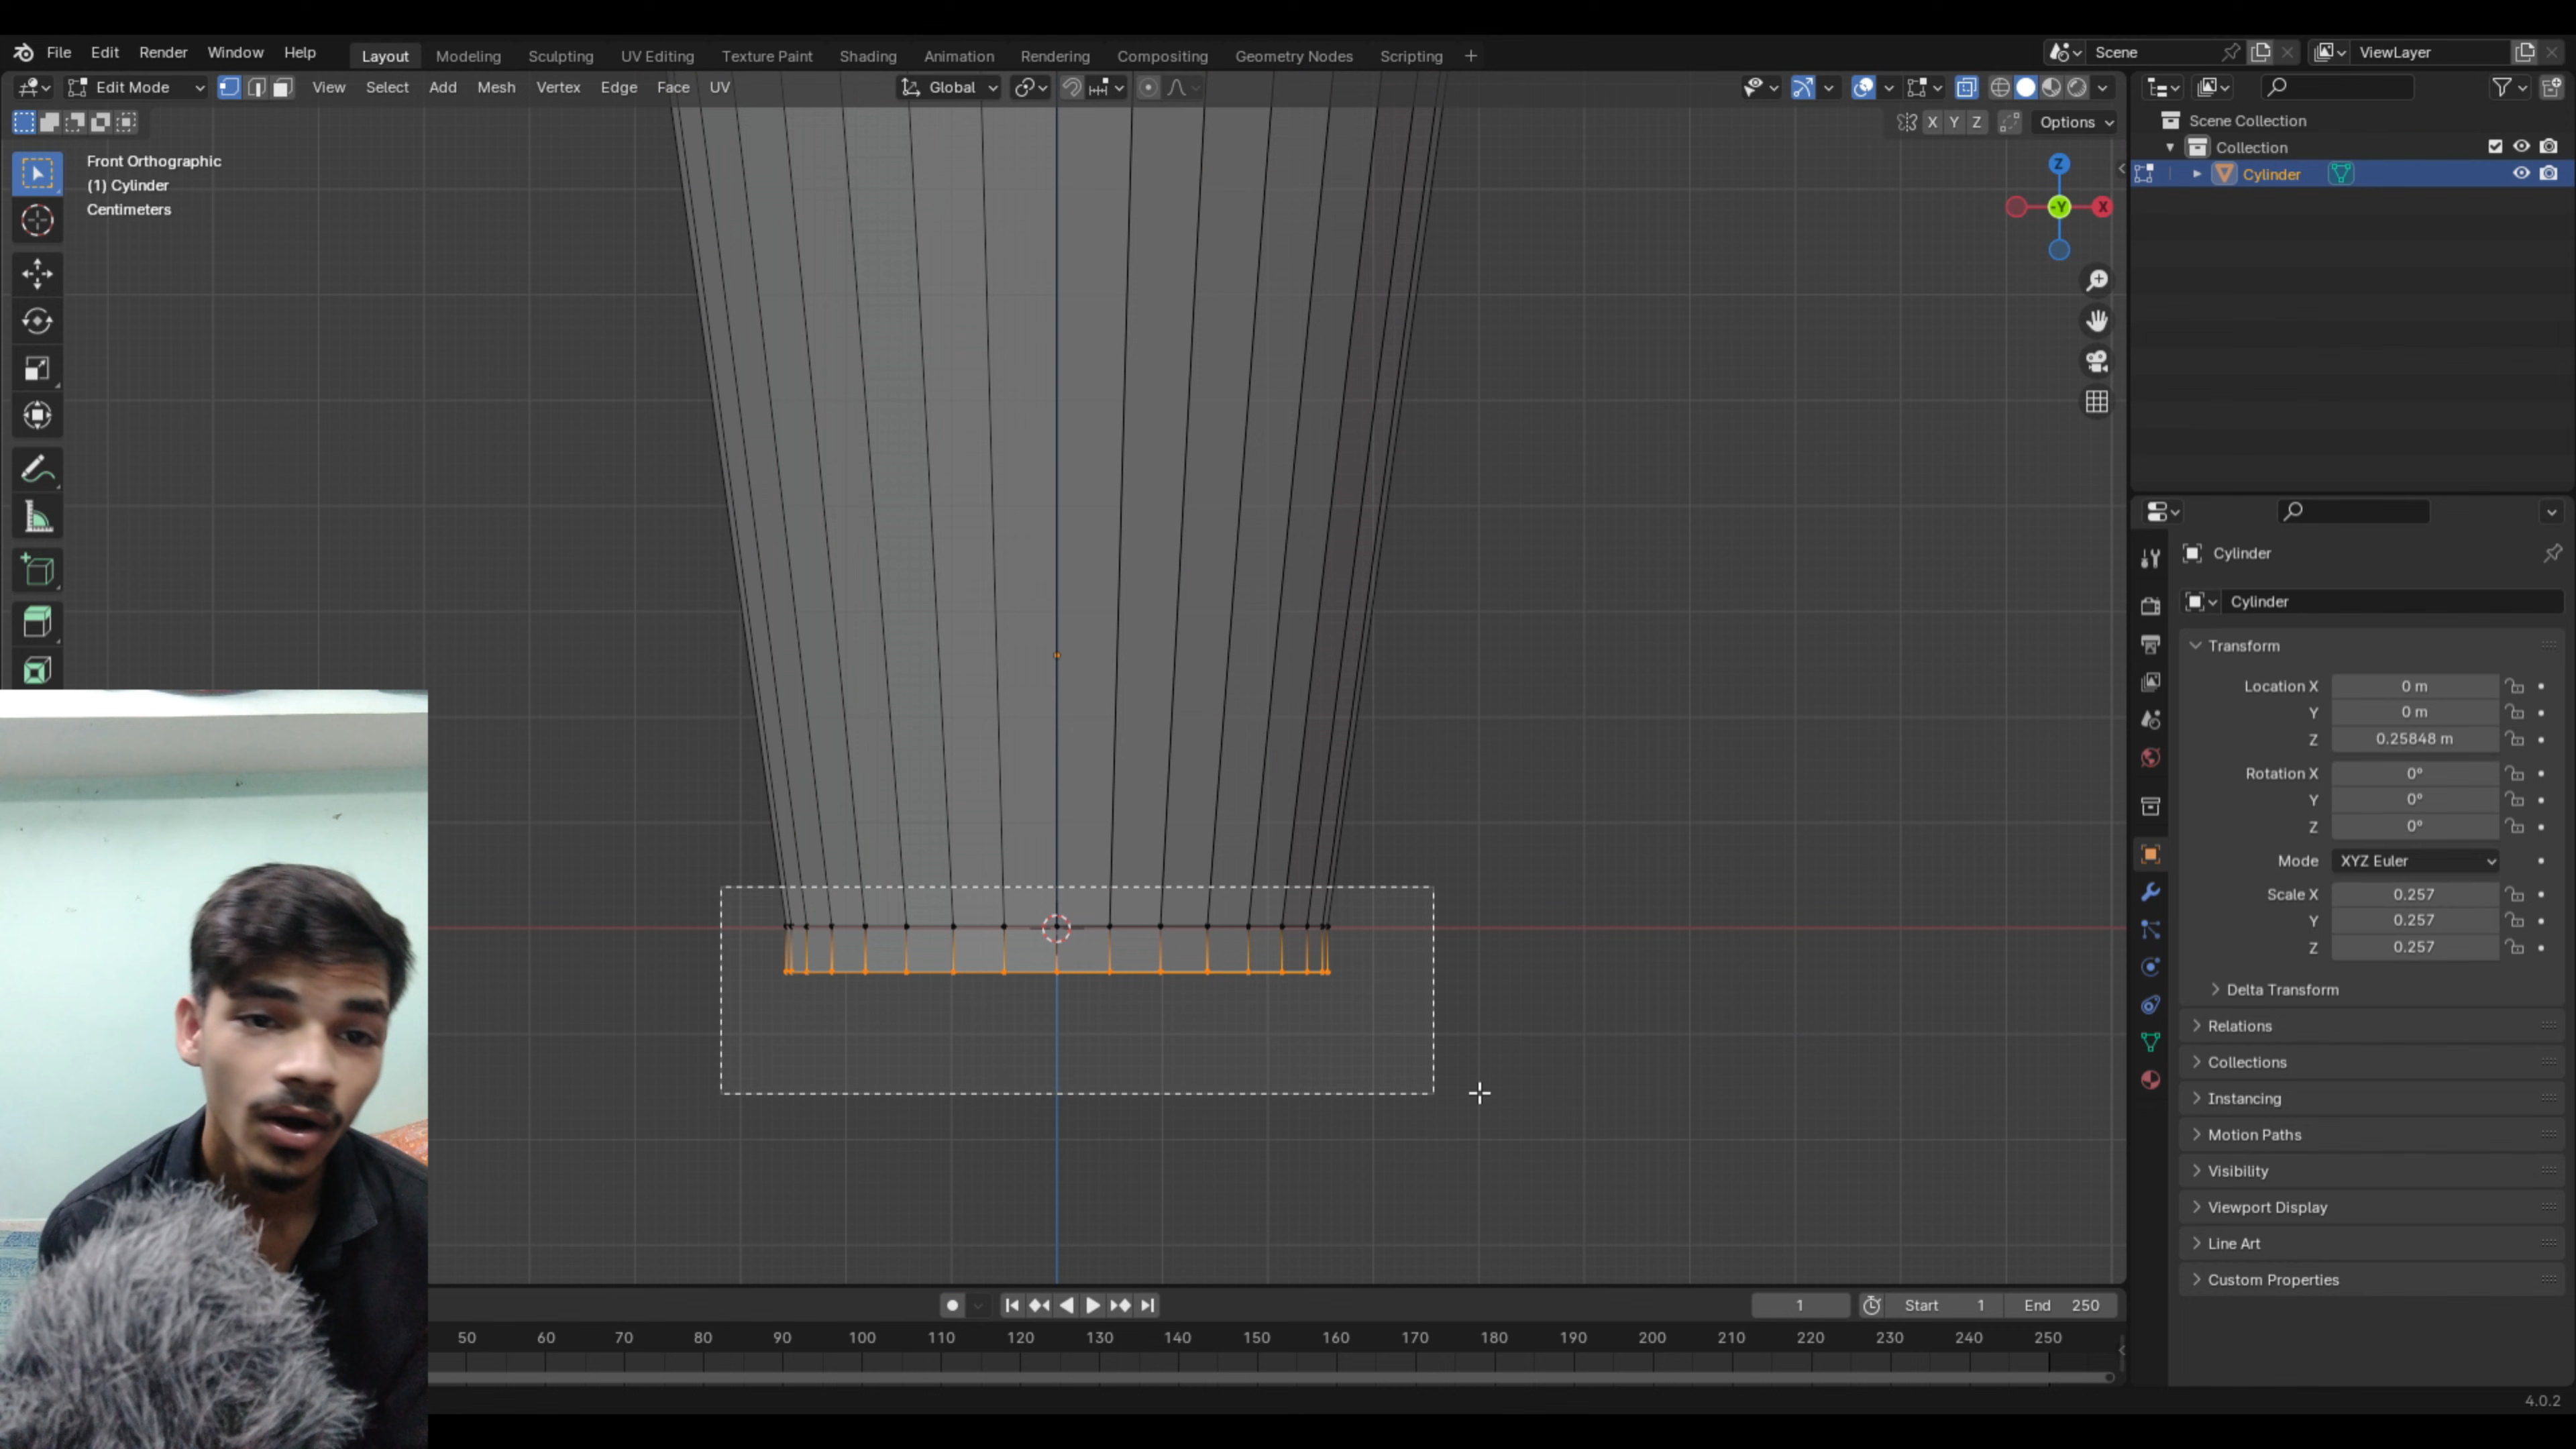 File Edit Render Window Help Layout Modeling Sculpting UV Editing Texture Paint Shading Animation Rendering Compositing Geometry Nodes Scripting + Scene ViewLayer
Edit Mode View Select Add Mesh Vertex Edge Face UV Global
X Y Z Options
Front Orthographic
(1) Cylinder
Centimeters
Z
-Y X
Scene Collection
Collection
Cylinder
Cylinder
Cylinder
Transform
Location X 0 m
Y 0 m
Z 0.25848 m
Rotation X 0°
Y 0°
Z 0°
Mode XYZ Euler
Scale X 0.257
Y 0.257
Z 0.257
Delta Transform
Relations
Collections
Instancing
Motion Paths
Visibility
Viewport Display
Line Art
Custom Properties
1 Start 1 End 250
50 60 70 80 90 100 110 120 130 140 150 160 170 180 190 200 210 220 230 240 250
4.0.2